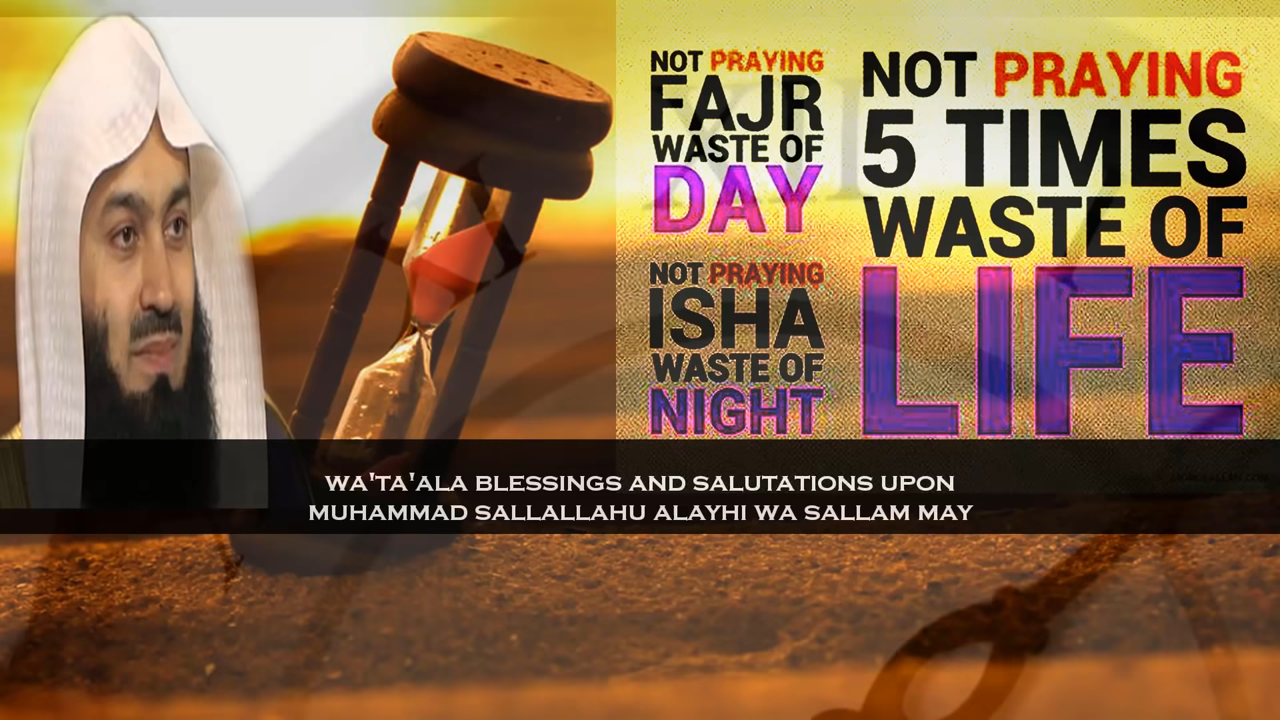 NOT PRAYING
FAJR
WASTE OF
DAY
NOT PRAYING
ISHA
WASTE OF
NIGHT
NOT PRAYING
5 TIMES
WASTE OF
LIFE
WA'TA'ALA BLESSINGS AND SALUTATIONS UPON
MUHAMMAD SALLALLAHU ALAYHI WA SALLAM MAY